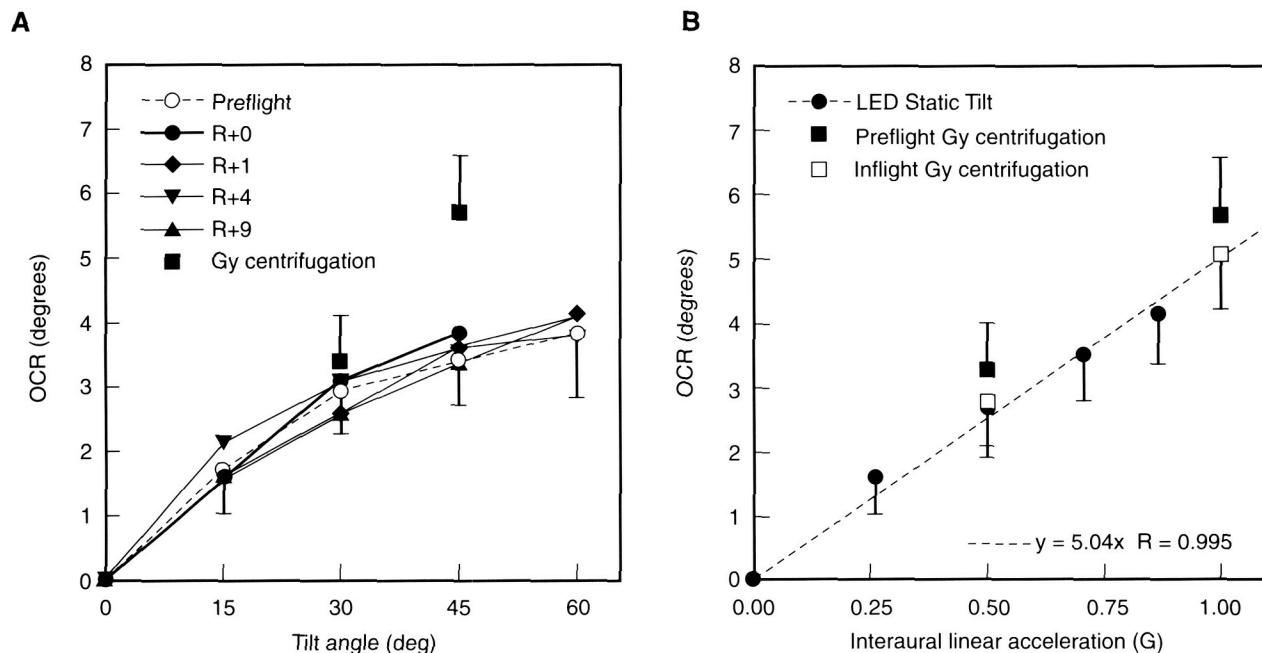 A
8
7
6
5
4
3
2
1
0
OCR (degrees)
Preflight
R+0
R+1
R+4
R+9
Gy centrifugation
0 15 30 45 60
Tilt angle (deg)
B
8
7
6
5
4
3
2
1
0
OCR (degrees)
LED Static Tilt
Preflight Gy centrifugation
Inflight Gy centrifugation
y = 5.04x R = 0.995
0.00 0.25 0.50 0.75 1.00
Interaural linear acceleration (G)